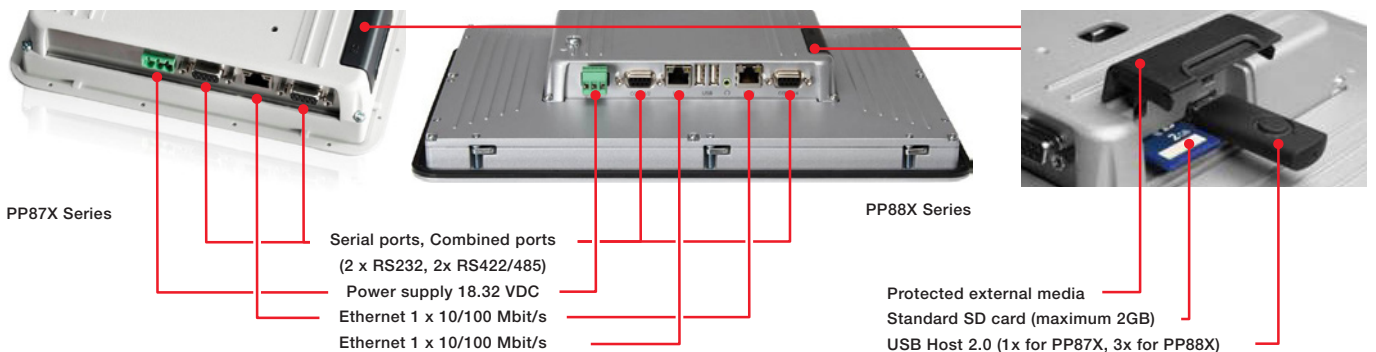 PP87X Series
PP88X Series
Serial ports, Combined ports
(2 x RS232, 2x RS422/485)
Power supply 18.32 VDC
Ethernet 1 x 10/100 Mbit/s
Ethernet 1 x 10/100 Mbit/s
USB
2GB
Protected external media
Standard SD card (maximum 2GB)
USB Host 2.0 (1x for PP87X, 3x for PP88X)